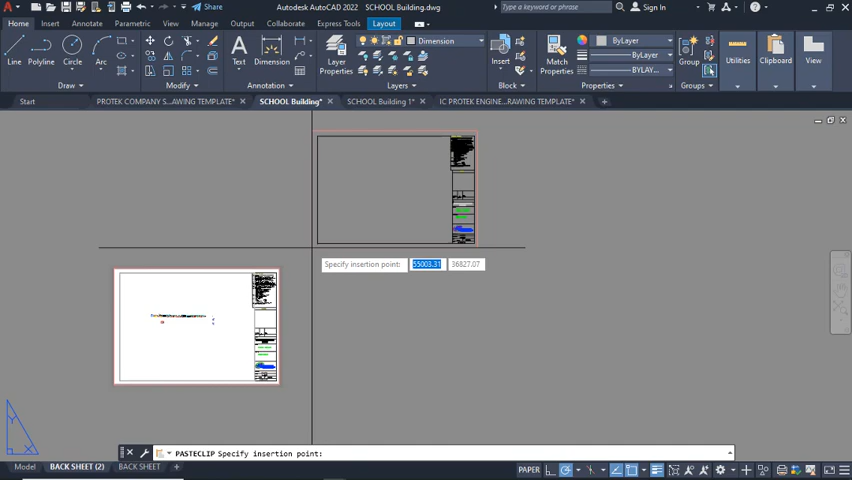 Share
Autodesk AutoCAD 2022 SCHOOL Building.dwg
Type a keyword or phrase
Sign In
Home Insert Annotate Parametric View Manage Output Collaborate Express Tools Layout
Line Polyline Circle Arc Text Dimension Layer Properties Dimension Insert Match Properties ByLayer ByLayer BYLAY... Group Utilities Clipboard View
Draw Modify Annotation Layers Block Properties Groups
Start PROTEK COMPANY S...AWING TEMPLATE* SCHOOL Building* SCHOOL Building 1* IC PROTEK ENGINE...RAWING TEMPLATE*
Specify insertion point: 55003.31 36827.07
Y
X
PASTECLIP Specify insertion point:
Model BACK SHEET (2) BACK SHEET
PAPER